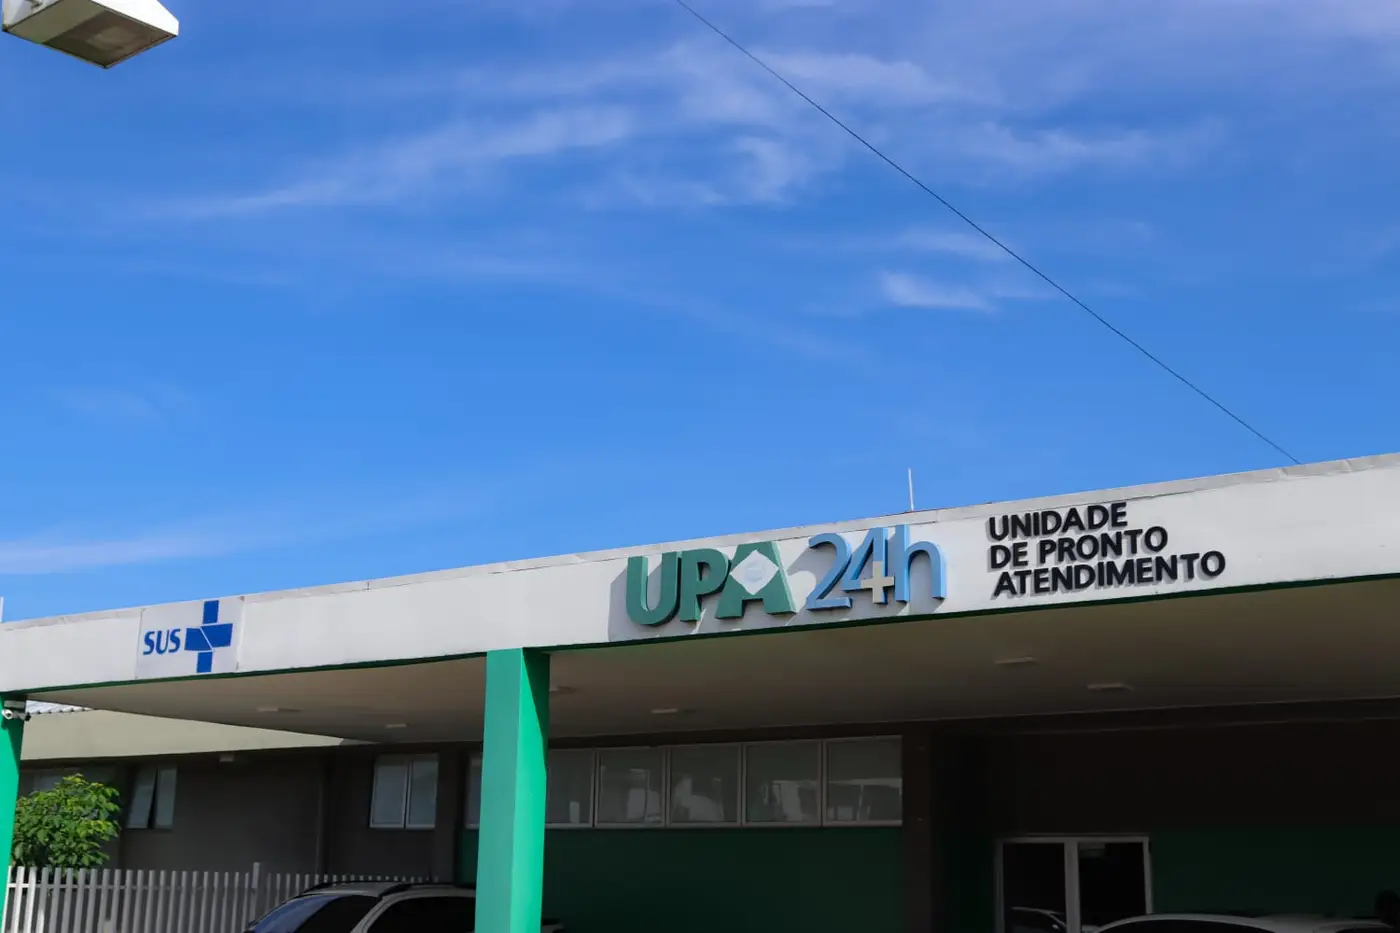 SUS
UPA 24h
UNIDADE
DE PRONTO
ATENDIMENTO